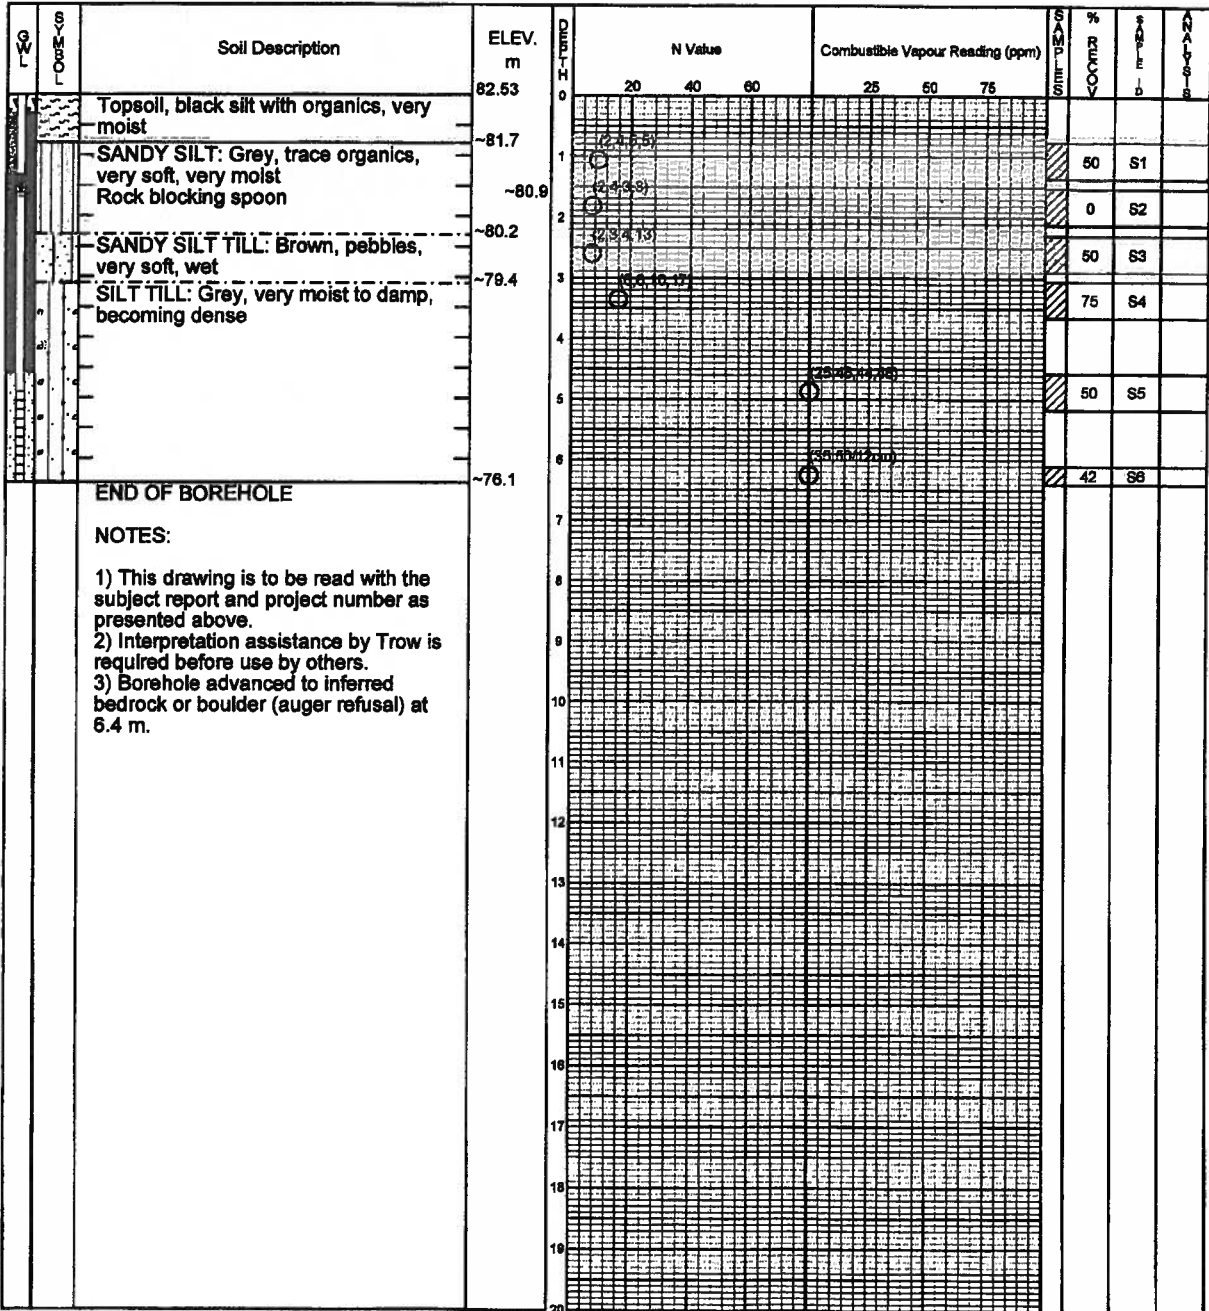 GWL
SYMBOL
Soil Description
ELEV.
m
DEPTH
N Value
Combustible Vapour Reading (ppm)
SAMPLES
% RECOV
SAMPLE ID
ANALYSIS
20 40 60 25 50 75
82.53
0
Topsoil, black silt with organics, very
moist
~81.7
SANDY SILT: Grey, trace organics,
very soft, very moist
Rock blocking spoon
(2,4,5,5)
1
50 S1
~80.9
(2,4,3,3)
2
0 S2
~80.2
SANDY SILT TILL: Brown, pebbles,
very soft, wet
(2,3,4,13)
50 S3
~79.4
3
SILT TILL: Grey, very moist to damp,
becoming dense
(6,6,10,17)
75 S4
4
5
50 S5
6
(35,50/12cm)
42 S6
~76.1
END OF BOREHOLE
NOTES:
1) This drawing is to be read with the
subject report and project number as
presented above.
2) Interpretation assistance by Trow is
required before use by others.
3) Borehole advanced to inferred
bedrock or boulder (auger refusal) at
6.4 m.
7
8
9
10
11
12
13
14
15
16
17
18
19
20